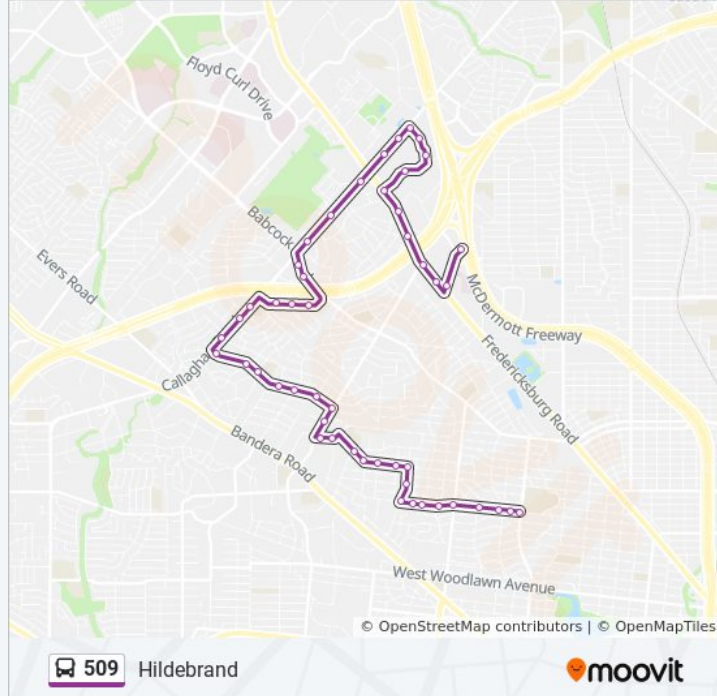 Floyd Curl Drive
Babcock
Evers Road
McDermott Freeway
Fredericksburg Road
Callagha
Bandera Road
West Woodlawn Avenue
© OpenStreetMap contributors | © OpenMapTiles
509 Hildebrand
moovit